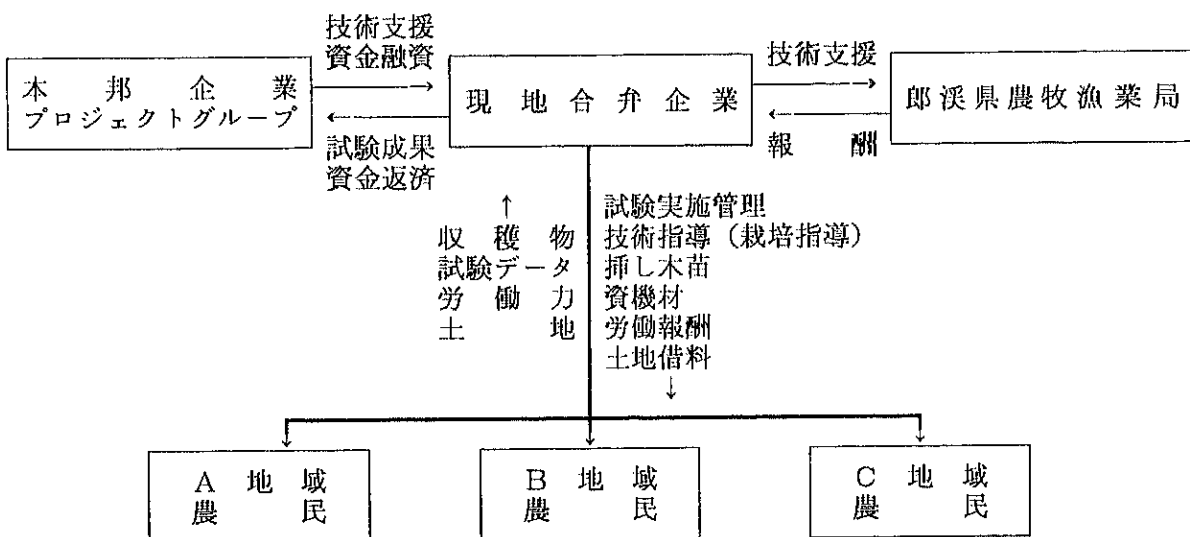 技術支援
資金融資
本邦企業
プロジェクトグループ
試験成果
資金返済
現地合弁企業
技術支援
報酬
郎渓県農牧漁業局
↑
収穫物
試験データ
労働力
土地
試験実施管理
技術指導（栽培指導）
挿し木苗
資機材
労働報酬
土地借料
↓
A地域
農民
B地域
農民
C地域
農民